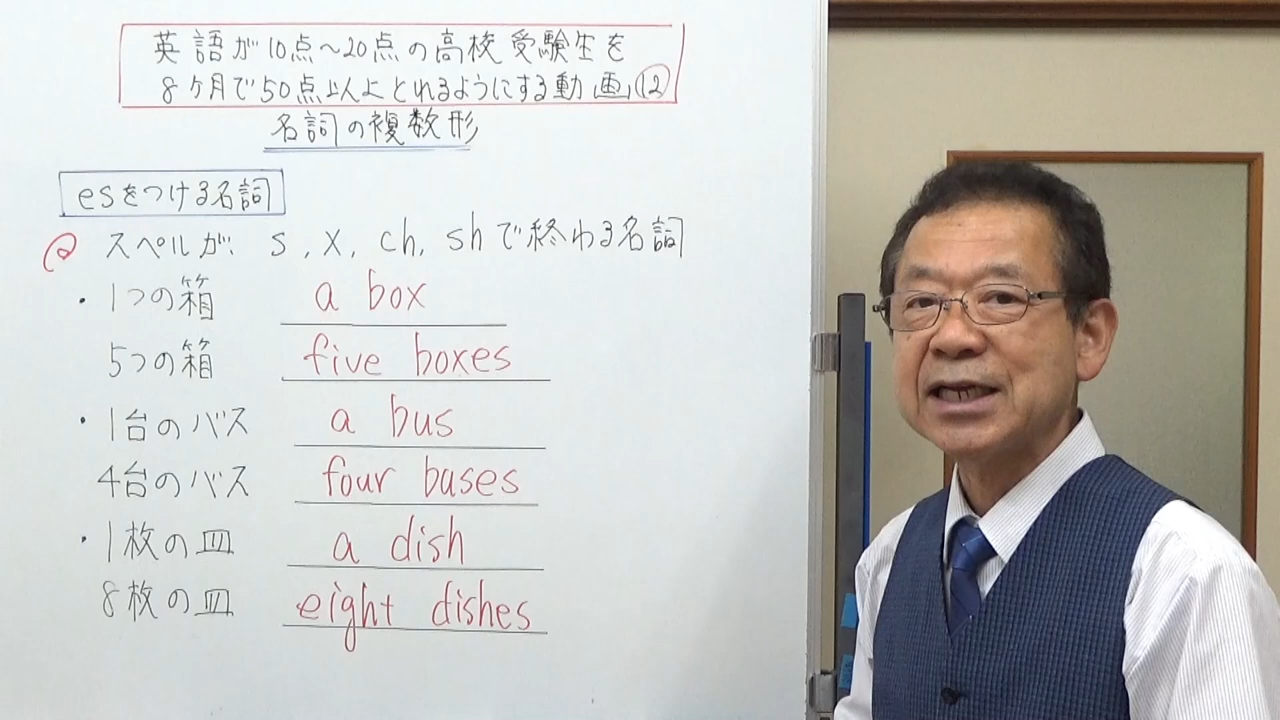 英語が10点〜20点の高校受験生を
8ヶ月で50点以上とれるようにする動画⑫
名詞の複数形
esをつける名詞
② スペルが、s, x, ch, shで終わる名詞
・1つの箱 a box
5つの箱 five boxes
・1台のバス a bus
4台のバス four buses
・1枚の皿 a dish
8枚の皿 eight dishes